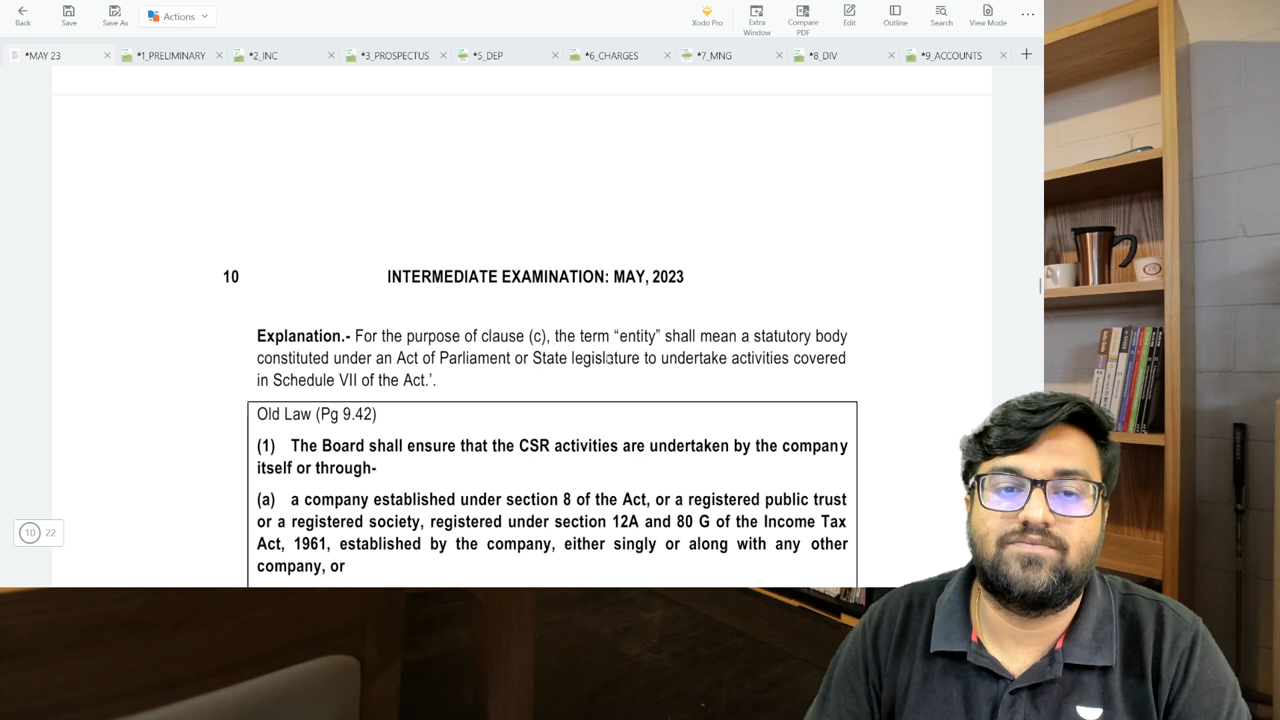 Back
Save
Save As
Actions
Xodo Pro
Extra Window
Compare PDF
Edit
Outline
Search
View Mode
*MAY 23
*1_PRELIMINARY
*2_INC
*3_PROSPECTUS
*5_DEP
*6_CHARGES
*7_MNG
*8_DIV
*9_ACCOUNTS
10 INTERMEDIATE EXAMINATION: MAY, 2023
Explanation.- For the purpose of clause (c), the term “entity” shall mean a statutory body
constituted under an Act of Parliament or State legislature to undertake activities covered
in Schedule VII of the Act.’.
Old Law (Pg 9.42)
(1) The Board shall ensure that the CSR activities are undertaken by the company
itself or through-
(a) a company established under section 8 of the Act, or a registered public trust
or a registered society, registered under section 12A and 80 G of the Income Tax
Act, 1961, established by the company, either singly or along with any other
company, or
10 22